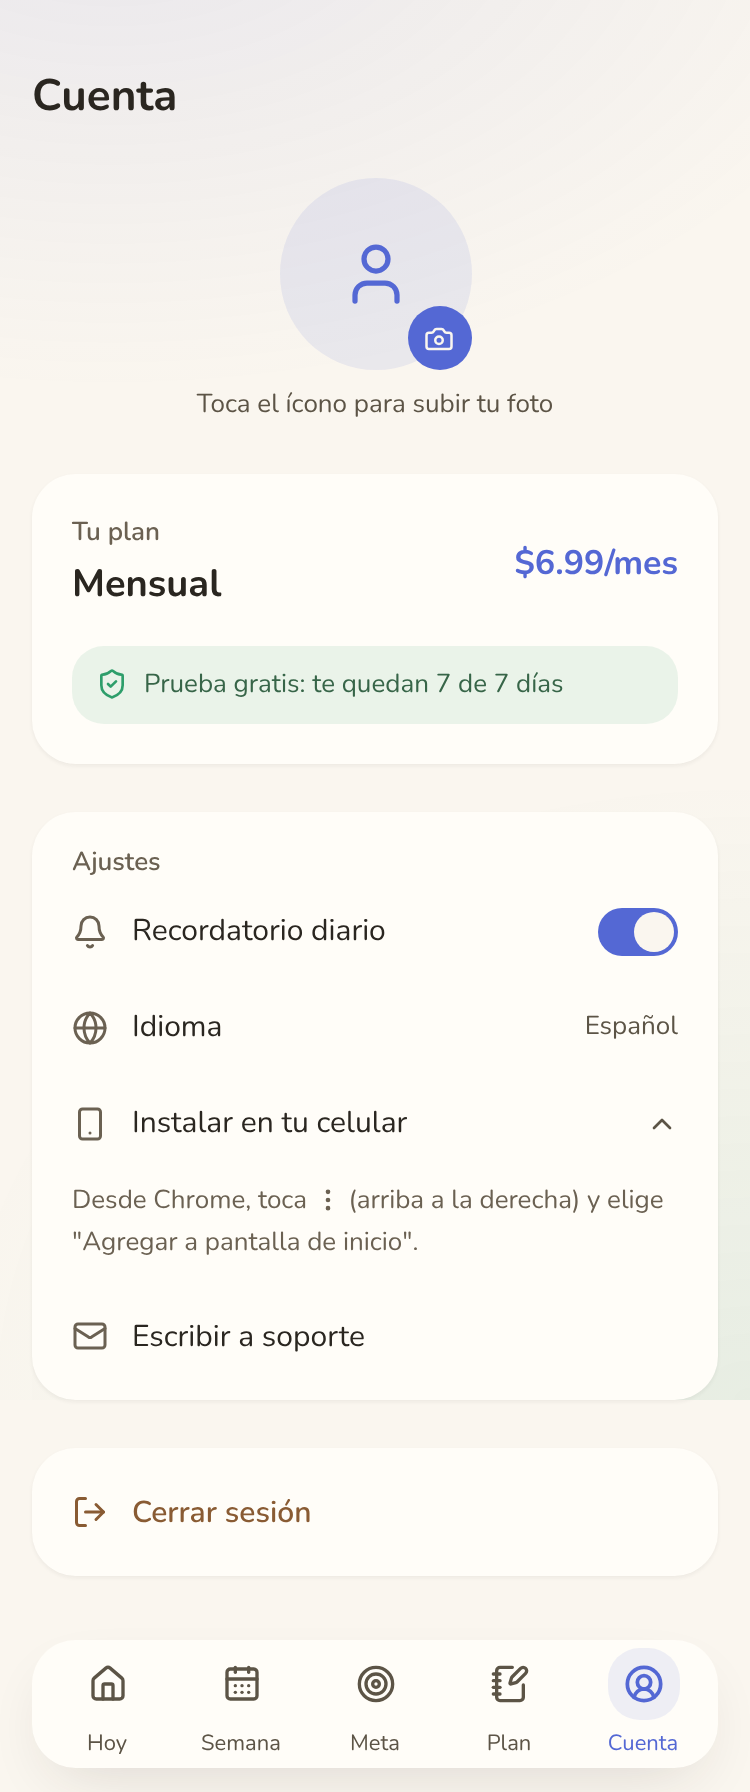 Cuenta
Toca el ícono para subir tu foto
Tu plan
Mensual
$6.99/mes
Prueba gratis: te quedan 7 de 7 días
Ajustes
Recordatorio diario
Idioma
Español
Instalar en tu celular
Desde Chrome, toca ⋮ (arriba a la derecha) y elige
"Agregar a pantalla de inicio".
Escribir a soporte
Cerrar sesión
Hoy
Semana
Meta
Plan
Cuenta